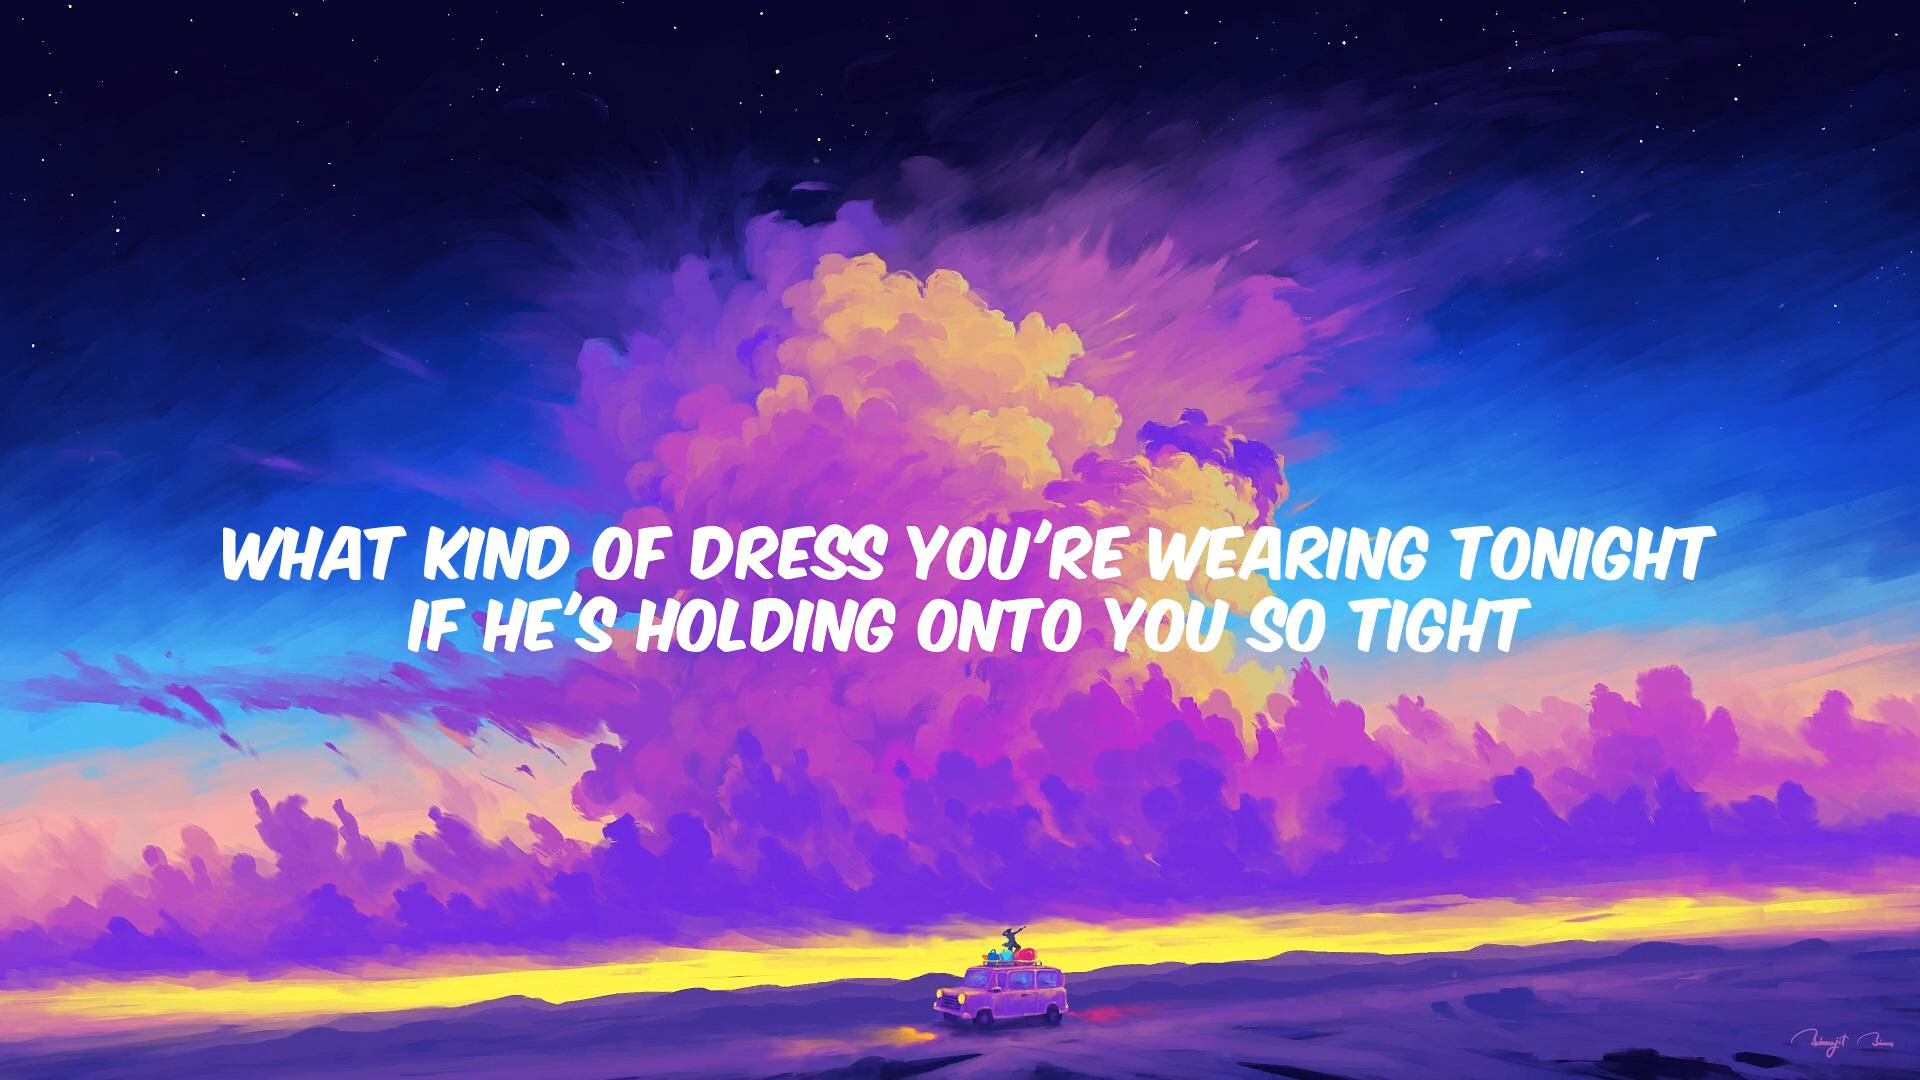 WHAT KIND OF DRESS YOU'RE WEARING TONIGHT
IF HE'S HOLDING ONTO YOU SO TIGHT